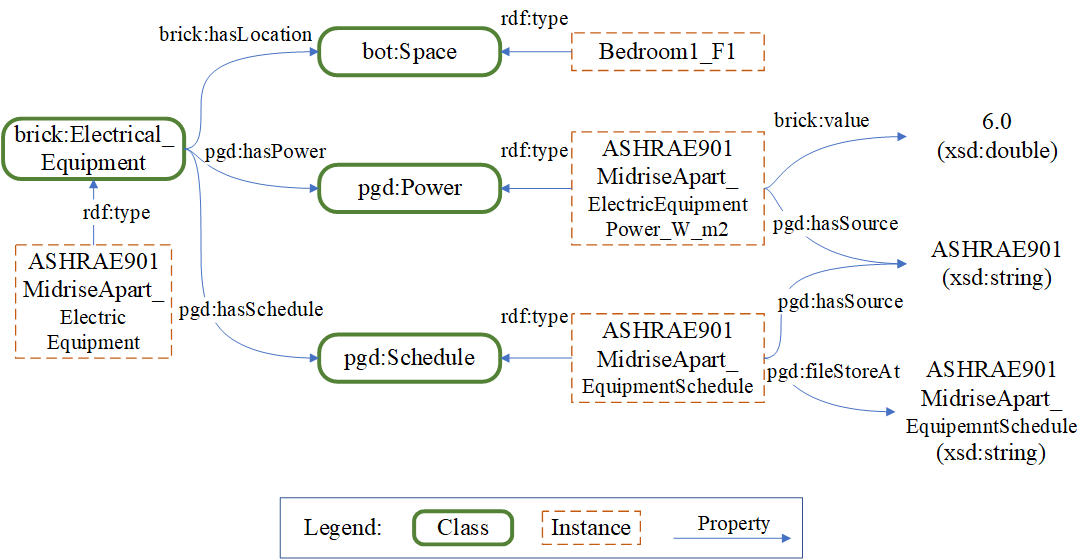 rdf:type
brick:hasLocation
bot:Space
Bedroom1_F1
brick:Electrical_
Equipment
pgd:hasPower
pgd:Power
rdf:type
ASHRAE901
MidriseApart_
ElectricEquipment
Power_W_m2
brick:value
6.0
(xsd:double)
rdf:type
ASHRAE901
MidriseApart_
Electric
Equipment
pgd:hasSource
ASHRAE901
(xsd:string)
pgd:hasSchedule
pgd:Schedule
rdf:type
ASHRAE901
MidriseApart_
EquipmentSchedule
pgd:hasSource
pgd:fileStoreAt
ASHRAE901
MidriseApart_
EquipemntSchedule
(xsd:string)
Legend:
Class
Instance
Property